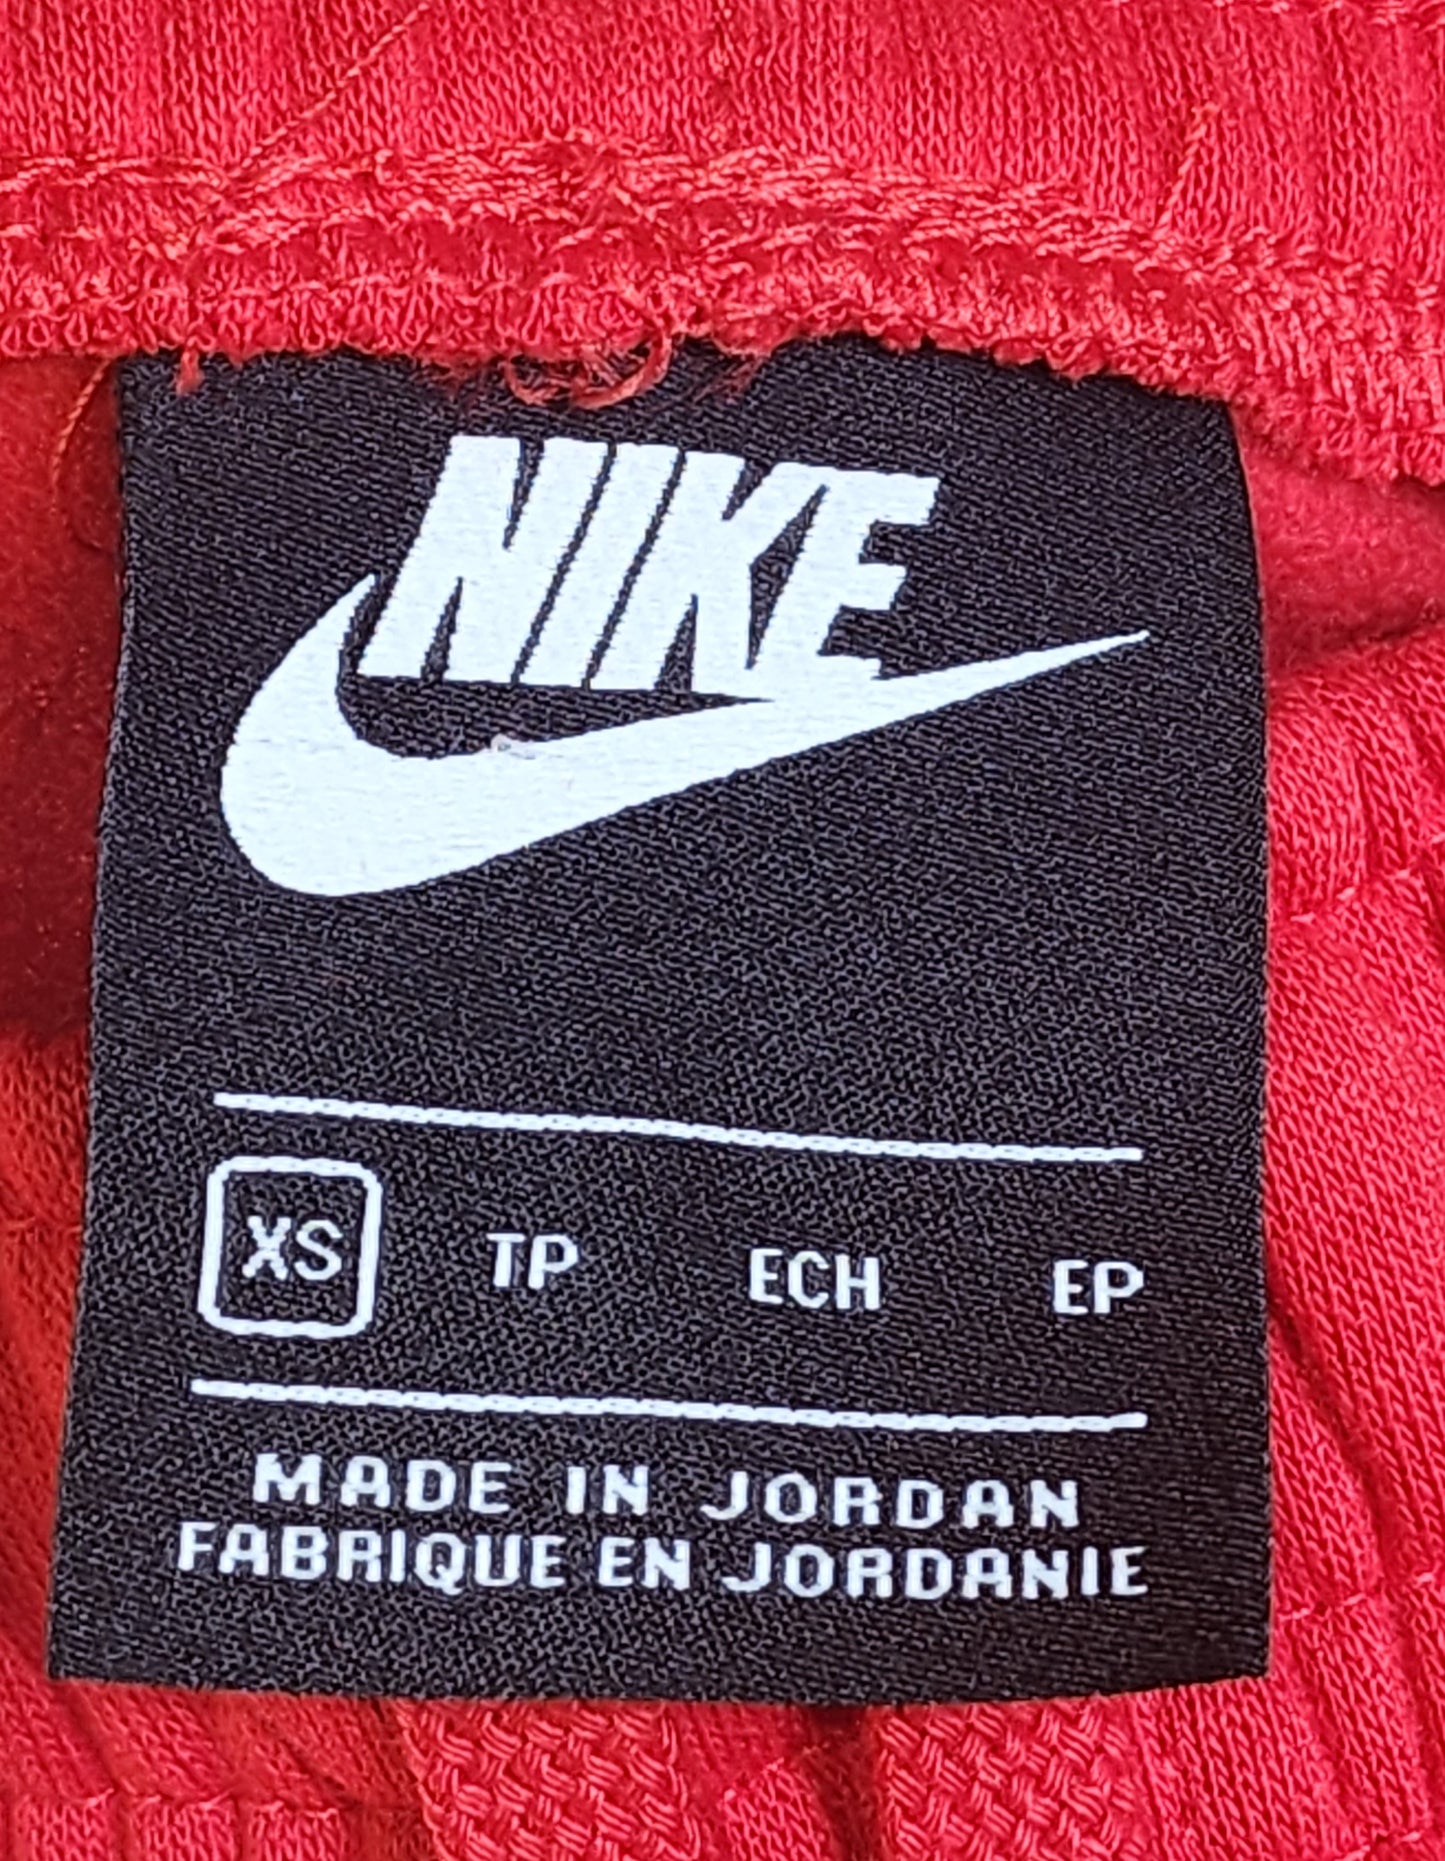 NIKE
XS TP ECH EP
MADE IN JORDAN
FABRIQUE EN JORDANIE